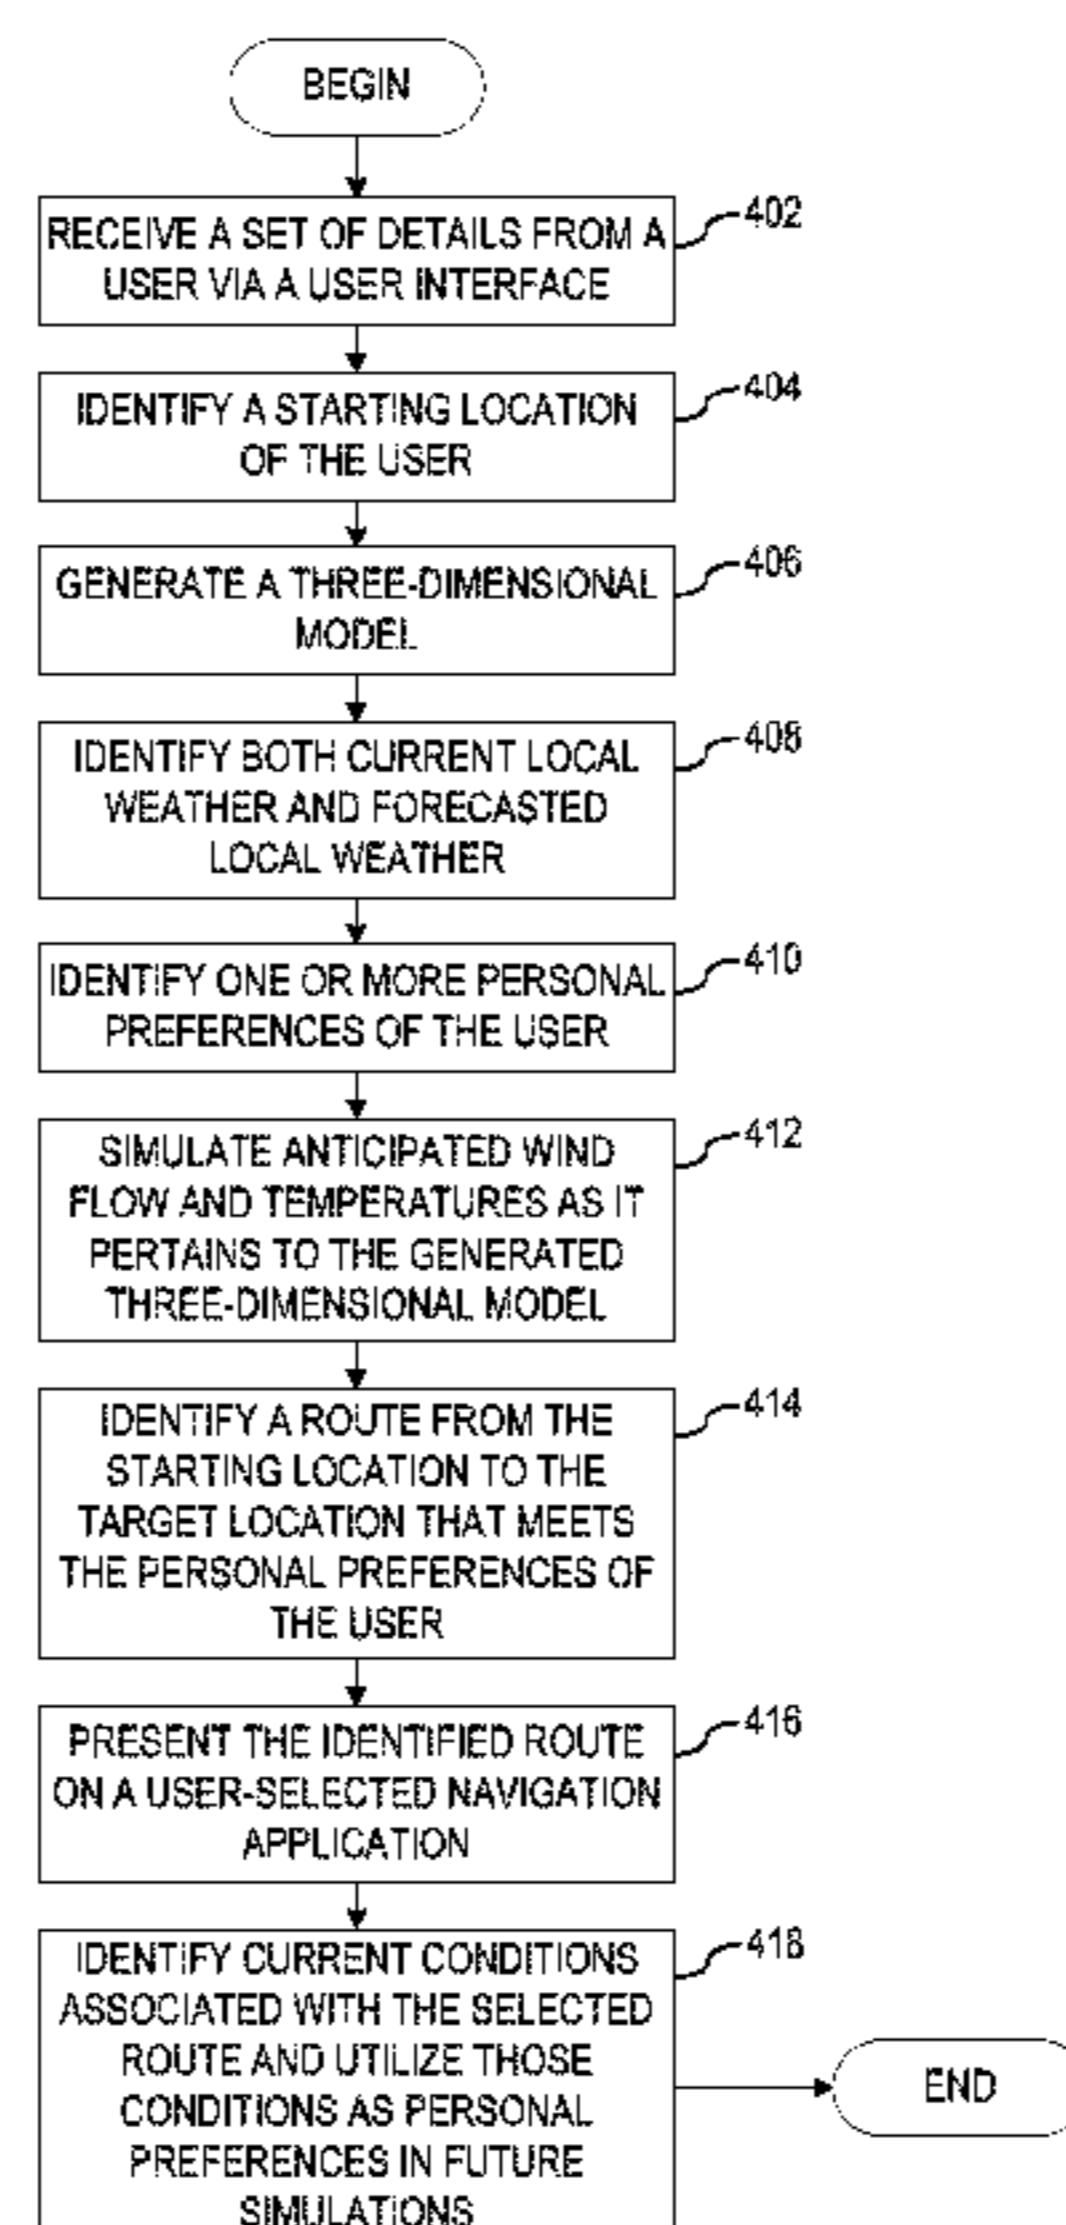 BEGIN
RECEIVE A SET OF DETAILS FROM A
USER VIA A USER INTERFACE
402
IDENTIFY A STARTING LOCATION
OF THE USER
404
GENERATE A THREE-DIMENSIONAL
MODEL
406
IDENTIFY BOTH CURRENT LOCAL
WEATHER AND FORECASTED
LOCAL WEATHER
408
IDENTIFY ONE OR MORE PERSONAL
PREFERENCES OF THE USER
410
SIMULATE ANTICIPATED WIND
FLOW AND TEMPERATURES AS IT
PERTAINS TO THE GENERATED
THREE-DIMENSIONAL MODEL
412
IDENTIFY A ROUTE FROM THE
STARTING LOCATION TO THE
TARGET LOCATION THAT MEETS
THE PERSONAL PREFERENCES OF
THE USER
414
PRESENT THE IDENTIFIED ROUTE
ON A USER-SELECTED NAVIGATION
APPLICATION
416
IDENTIFY CURRENT CONDITIONS
ASSOCIATED WITH THE SELECTED
ROUTE AND UTILIZE THOSE
CONDITIONS AS PERSONAL
PREFERENCES IN FUTURE
SIMULATIONS
418
END